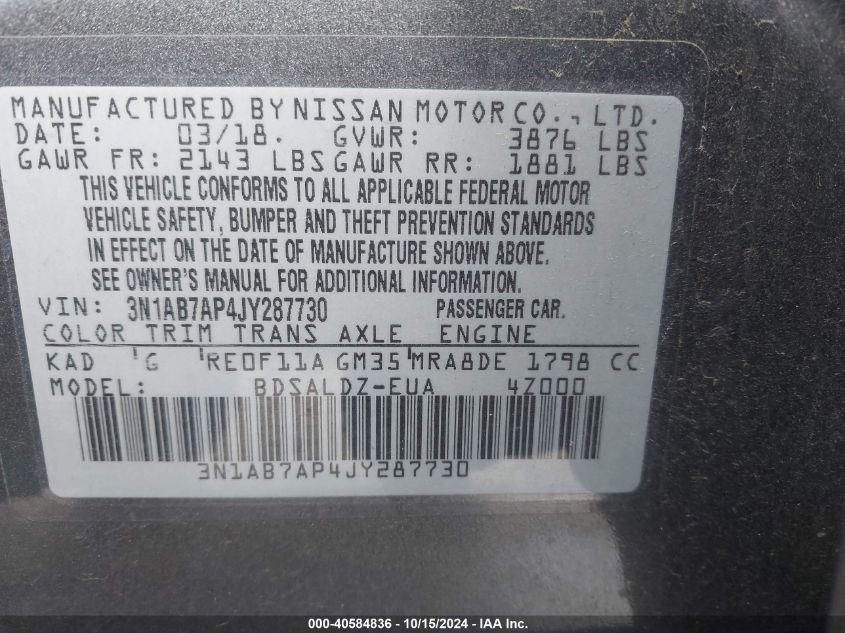 MANUFACTURED BY NISSAN MOTOR CO., LTD.
DATE: 03/18. GVWR: 3876 LBS
GAWR FR: 2143 LBS GAWR RR: 1881 LBS
THIS VEHICLE CONFORMS TO ALL APPLICABLE FEDERAL MOTOR
VEHICLE SAFETY, BUMPER AND THEFT PREVENTION STANDARDS
IN EFFECT ON THE DATE OF MANUFACTURE SHOWN ABOVE.
SEE OWNER'S MANUAL FOR ADDITIONAL INFORMATION.
VIN: 3N1AB7AP4JY287730 PASSENGER CAR.
COLOR TRIM TRANS AXLE ENGINE
KAD 'G 'RE0F11A GM35'MRA8DE 1798 CC
MODEL: BDSALDZ-EUA 4Z000
3N1AB7AP4JY287730
000-40584836 - 10/15/2024 - IAA Inc.